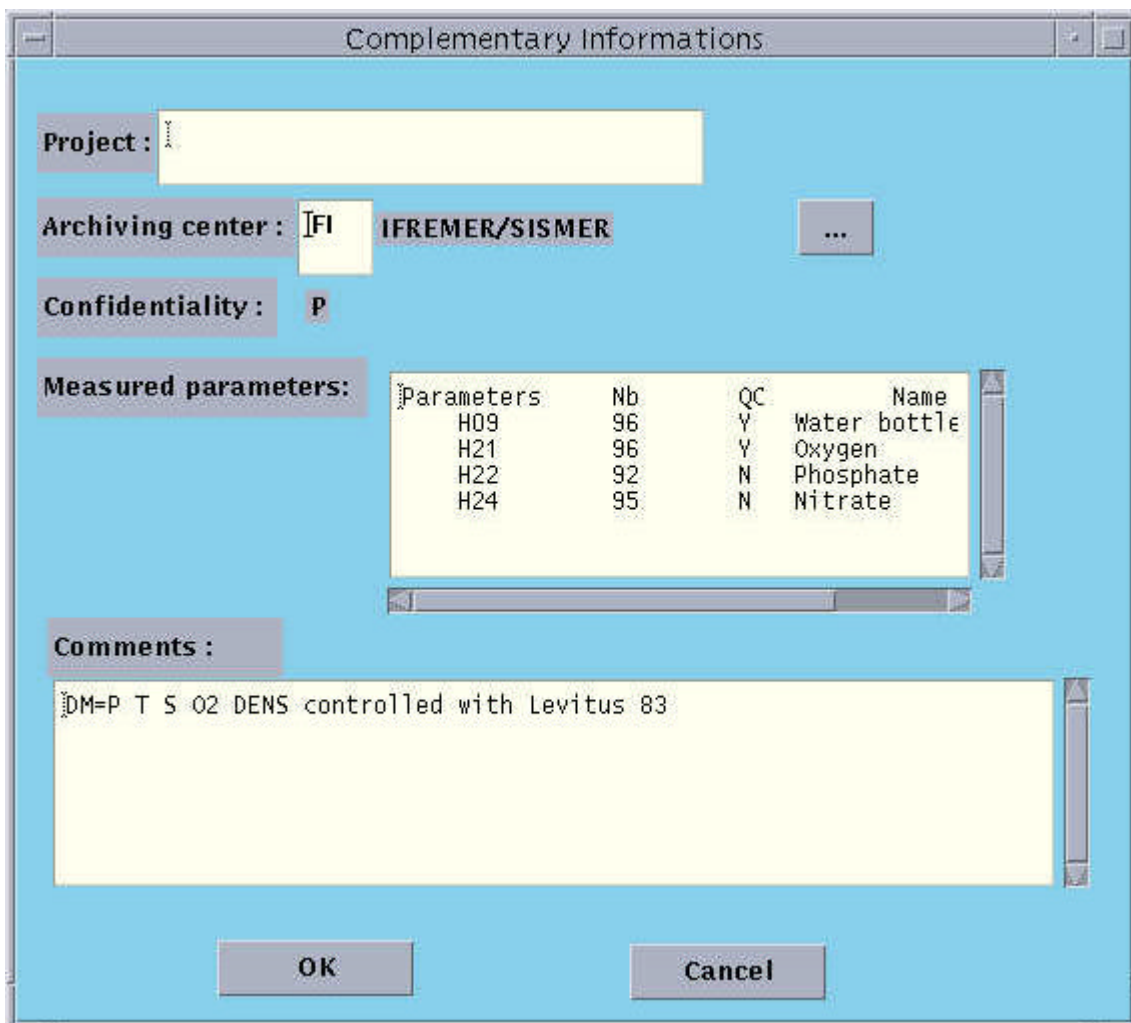 Complementary Informations
Project :
Archiving center : FI IFREMER/SISMER ...
Confidentiality : P
Measured parameters:
Parameters Nb QC Name
H09 96 Y Water bottle
H21 96 Y Oxygen
H22 92 N Phosphate
H24 95 N Nitrate
Comments :
DM=P T S O2 DENS controlled with Levitus 83
OK Cancel